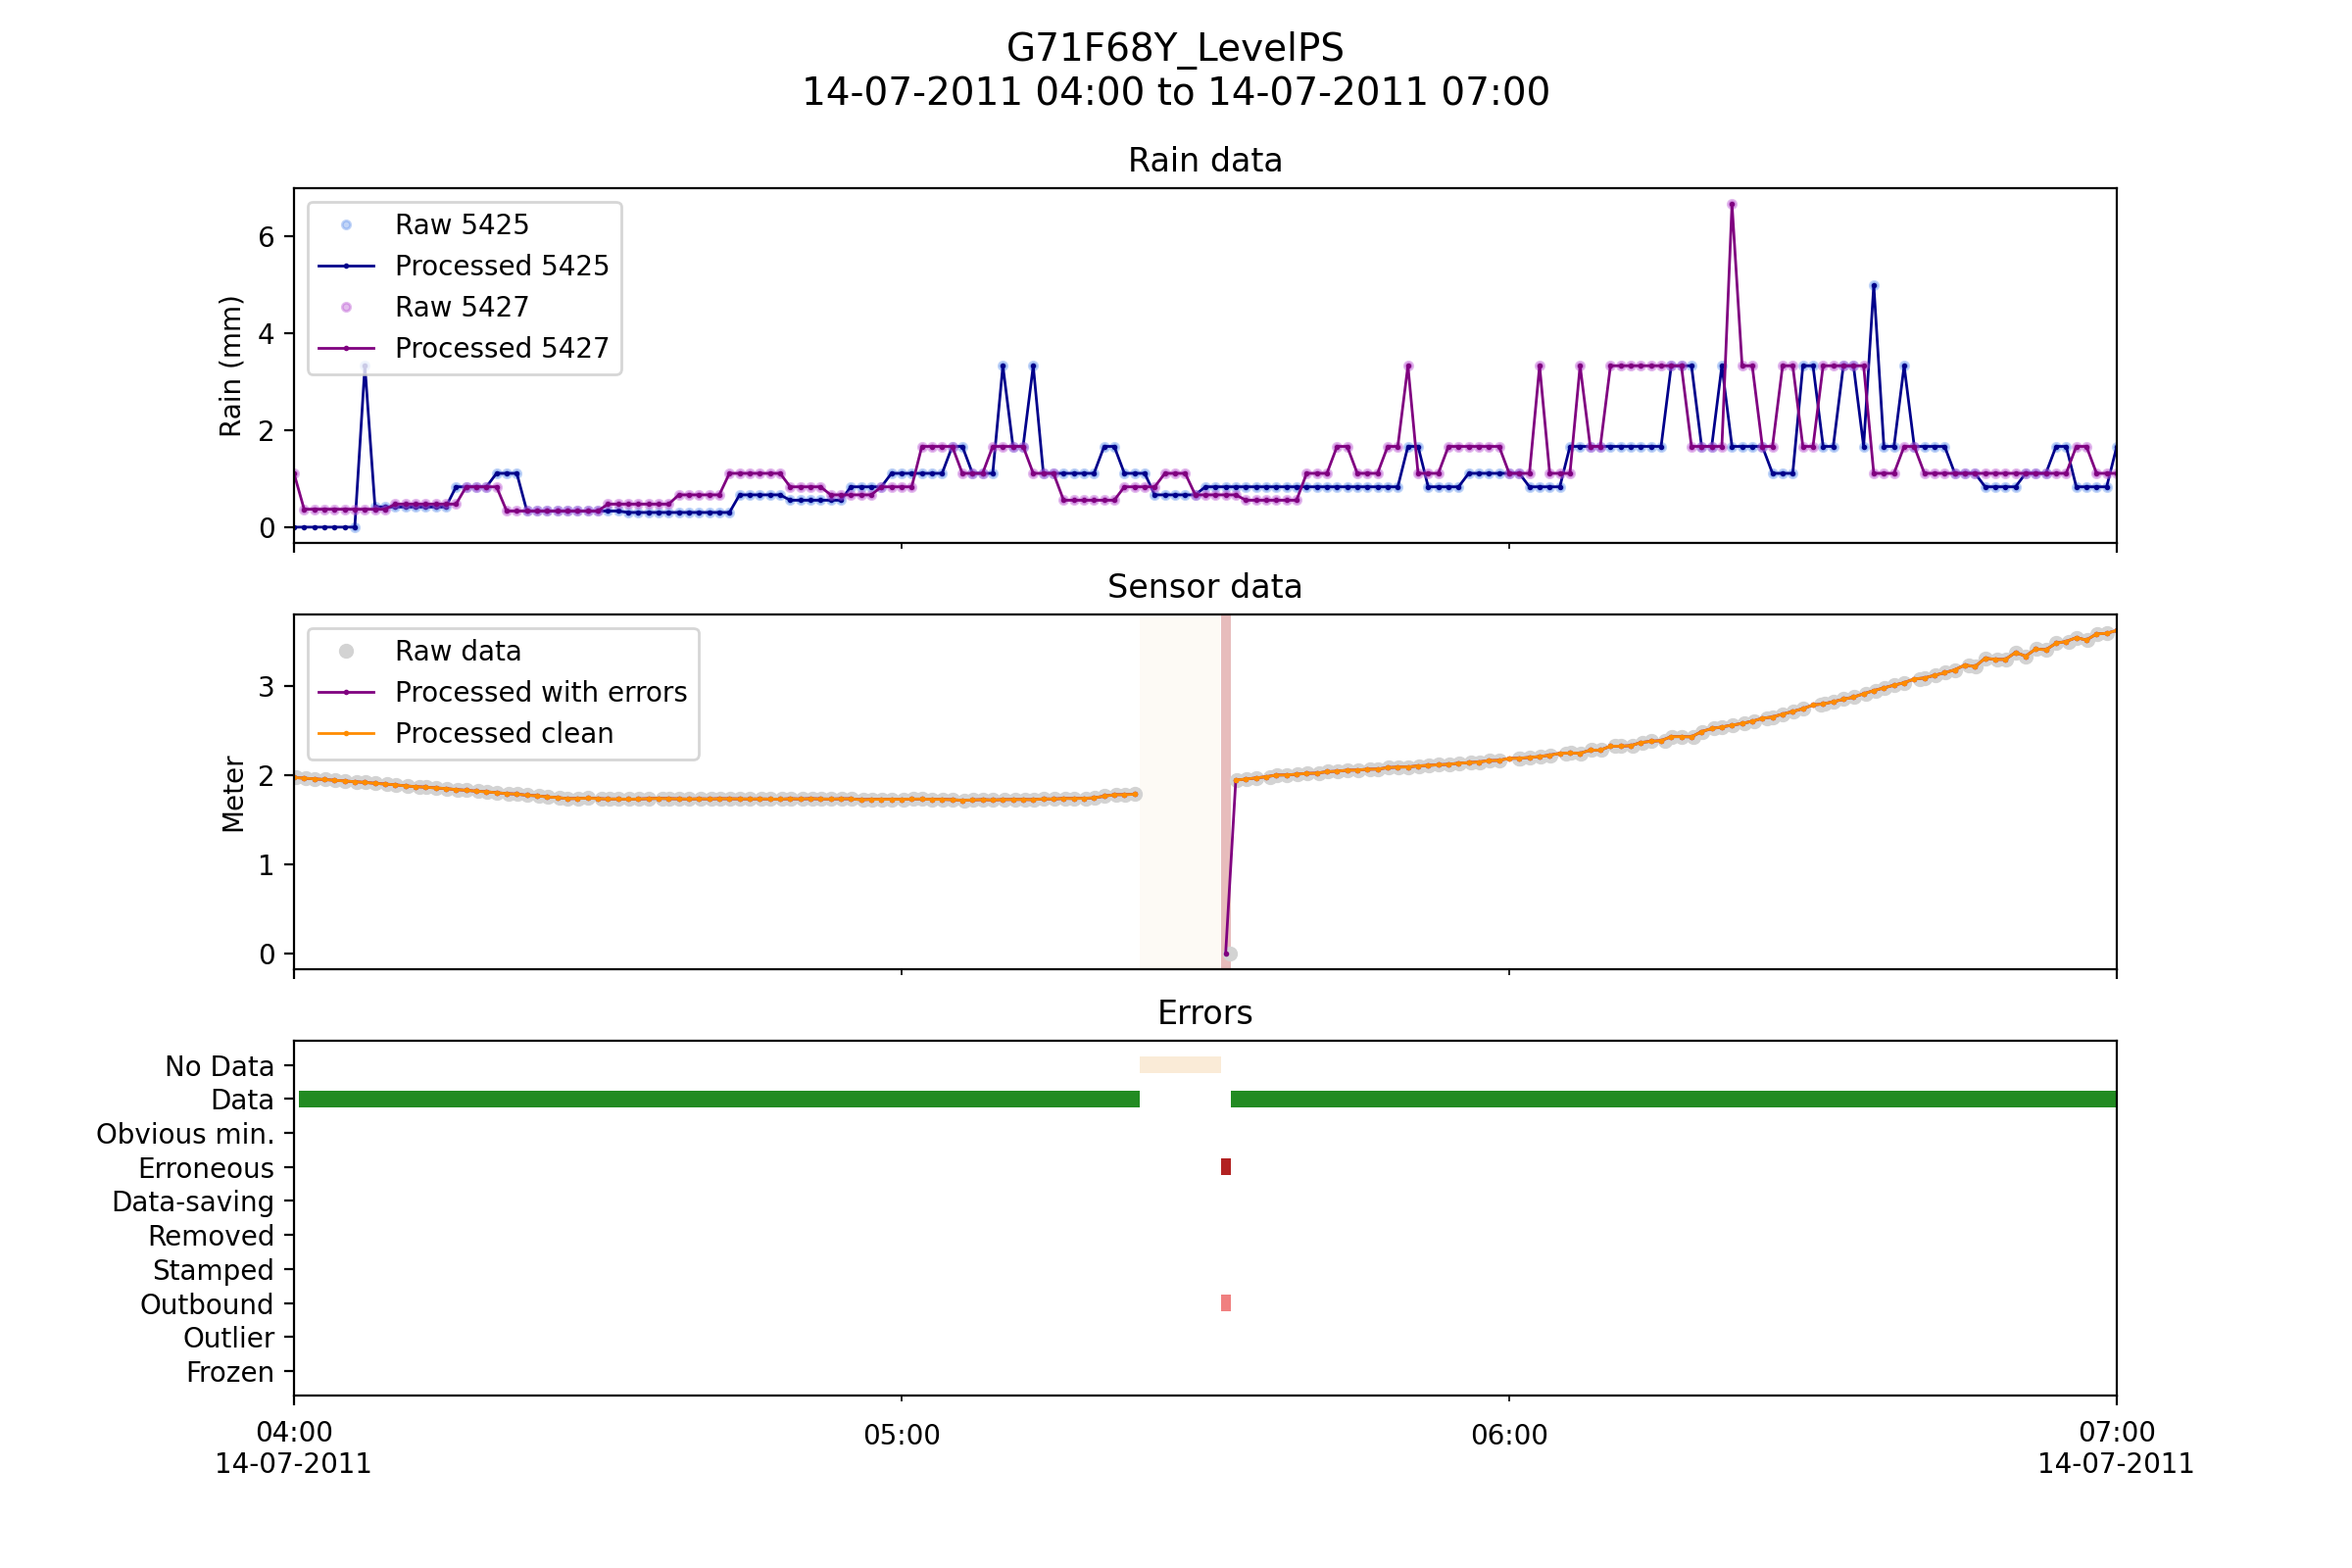 G71F68Y_LevelPS
14-07-2011 04:00 to 14-07-2011 07:00
Rain data
Rain (mm)
6
4
2
0
Raw 5425
Processed 5425
Raw 5427
Processed 5427
Sensor data
Meter
3
2
1
0
Raw data
Processed with errors
Processed clean
Errors
No Data
Data
Obvious min.
Erroneous
Data-saving
Removed
Stamped
Outbound
Outlier
Frozen
04:00
14-07-2011
05:00
06:00
07:00
14-07-2011